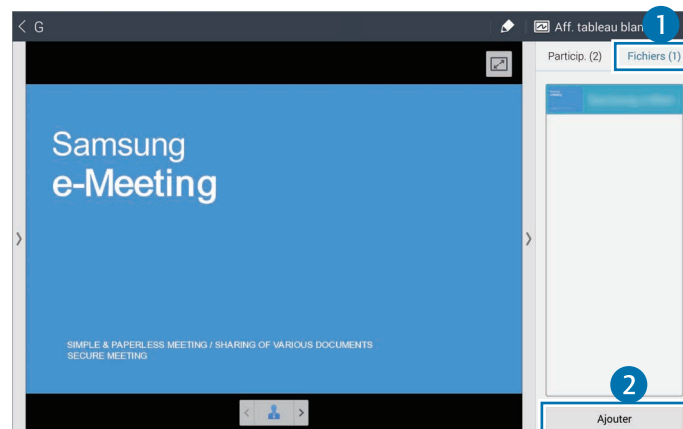 G
Aff. tableau blan
1
Particip. (2)
Fichiers (1)
Samsung
e-Meeting
SIMPLE & PAPERLESS MEETING / SHARING OF VARIOUS DOCUMENTS
SECURE MEETING
2
Ajouter